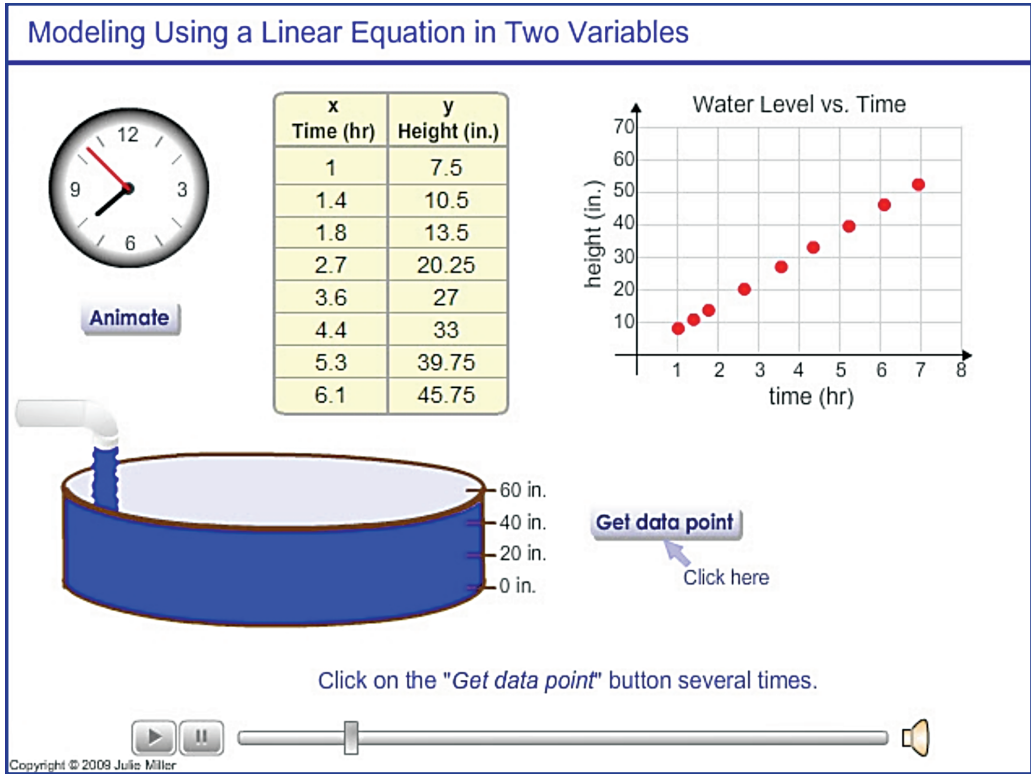 Modeling Using a Linear Equation in Two Variables
12
9 3
6
Animate
x y
Time (hr) Height (in.)
1 7.5
1.4 10.5
1.8 13.5
2.7 20.25
3.6 27
4.4 33
5.3 39.75
6.1 45.75
Water Level vs. Time
height (in.)
70
60
50
40
30
20
10
1 2 3 4 5 6 7 8
time (hr)
60 in.
40 in.
20 in.
0 in.
Get data point
Click here
Click on the "Get data point" button several times.
Copyright © 2009 Julie Miller